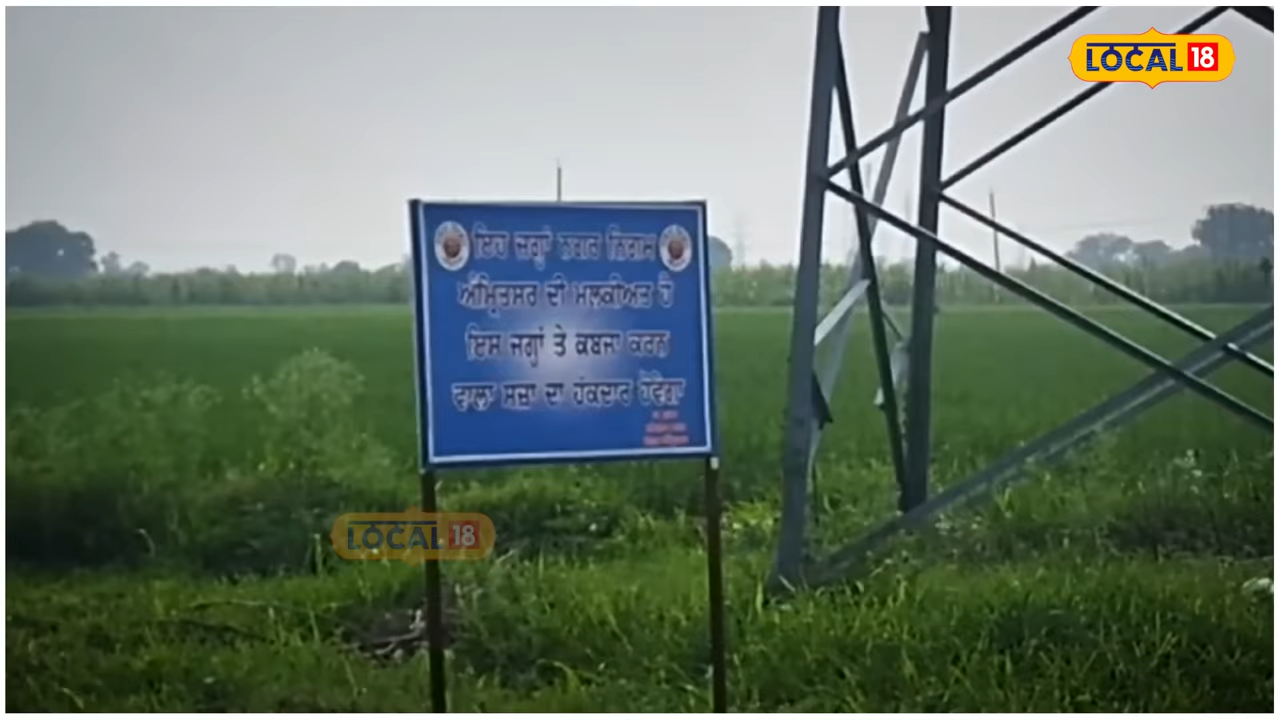 LOCAL 18
ਇਹ ਜਗ੍ਹਾ ਨਗਰ ਨਿਗਮ
ਅੰਮ੍ਰਿਤਸਰ ਦੀ ਮਲਕੀਅਤ ਹੈ
ਇਸ ਜਗ੍ਹਾਂ ਤੇ ਕਬਜਾ ਕਰਨ
ਵਾਲਾ ਸਜ਼ਾ ਦਾ ਹੱਕਦਾਰ ਹੋਵੇਗਾ
LOCAL 18